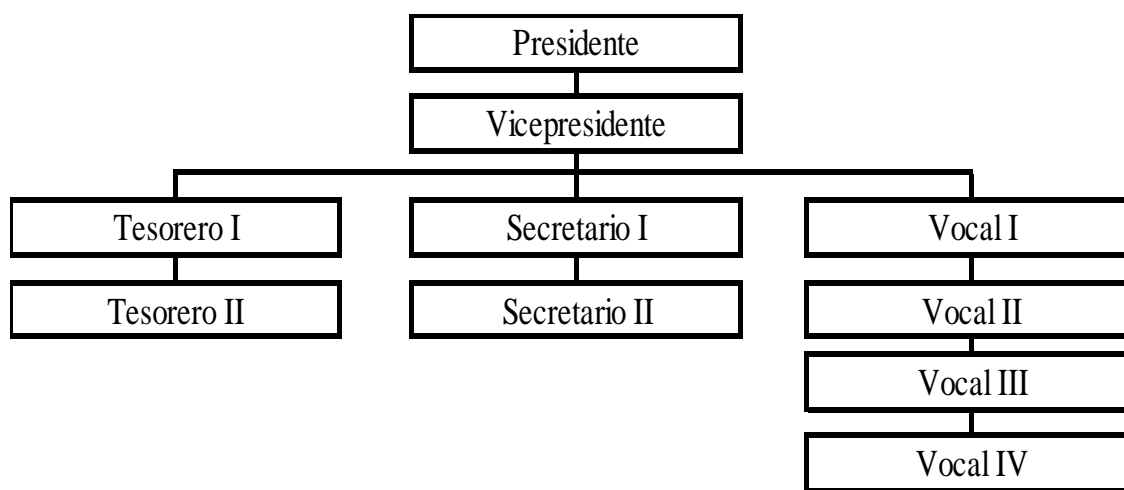 Presidente
Vicepresidente
Tesorero I
Secretario I
Vocal I
Tesorero II
Secretario II
Vocal II
Vocal III
Vocal IV